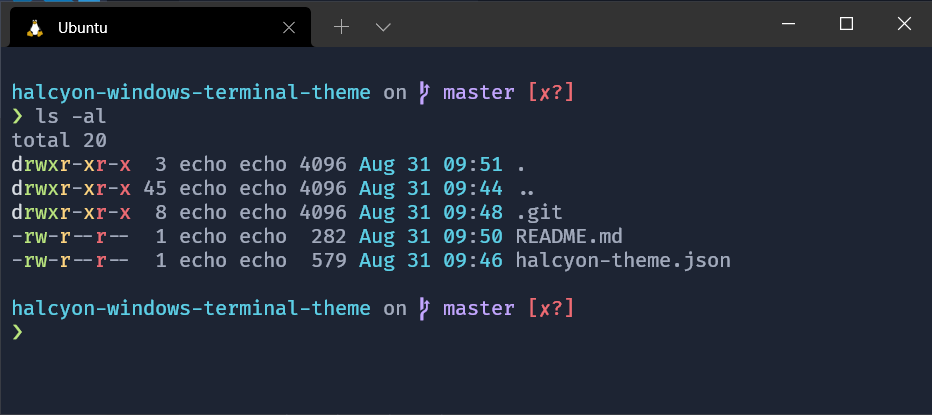 Ubuntu
halcyon-windows-terminal-theme on master [✗?]
❯ ls -al
total 20
drwxr-xr-x  3 echo echo 4096 Aug 31 09:51 .
drwxr-xr-x 45 echo echo 4096 Aug 31 09:44 ..
drwxr-xr-x  8 echo echo 4096 Aug 31 09:48 .git
-rw-r--r--  1 echo echo  282 Aug 31 09:50 README.md
-rw-r--r--  1 echo echo  579 Aug 31 09:46 halcyon-theme.json
halcyon-windows-terminal-theme on master [✗?]
❯